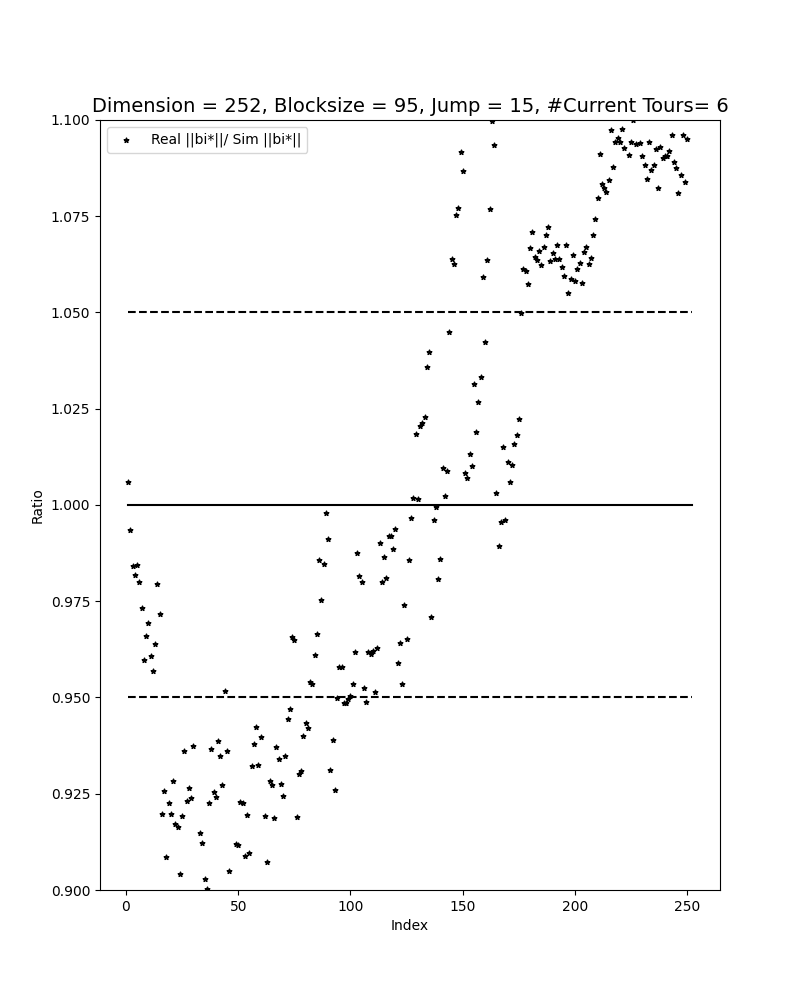 Dimension = 252, Blocksize = 95, Jump = 15, #Current Tours= 6
Real ||bi*||/ Sim ||bi*||
1.100
1.075
1.050
1.025
1.000
0.975
0.950
0.925
0.900
Ratio
0 50 100 150 200 250
Index